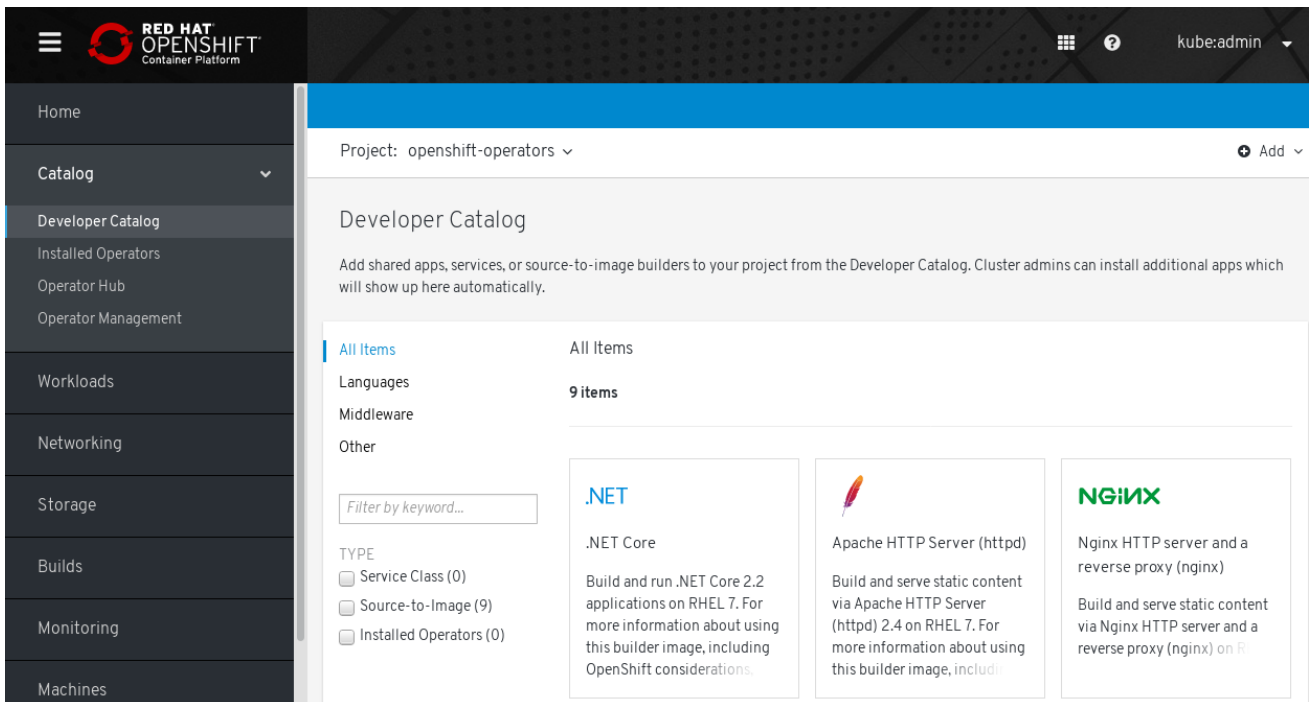 RED HAT
OPENSHIFT
Container Platform
kube:admin
Home
Catalog
Developer Catalog
Installed Operators
Operator Hub
Operator Management
Workloads
Networking
Storage
Builds
Monitoring
Machines
Project: openshift-operators
Add
Developer Catalog
Add shared apps, services, or source-to-image builders to your project from the Developer Catalog. Cluster admins can install additional apps which
will show up here automatically.
All Items
Languages
Middleware
Other
Filter by keyword...
TYPE
Service Class (0)
Source-to-Image (9)
Installed Operators (0)
All Items
9 items
.NET
.NET Core
Build and run .NET Core 2.2
applications on RHEL 7. For
more information about using
this builder image, including
OpenShift considerations,
Apache HTTP Server (httpd)
Build and serve static content
via Apache HTTP Server
(httpd) 2.4 on RHEL 7. For
more information about using
this builder image,
NGINX
Nginx HTTP server and a
reverse proxy (nginx)
Build and serve static content
via Nginx HTTP server and a
reverse proxy (nginx) on